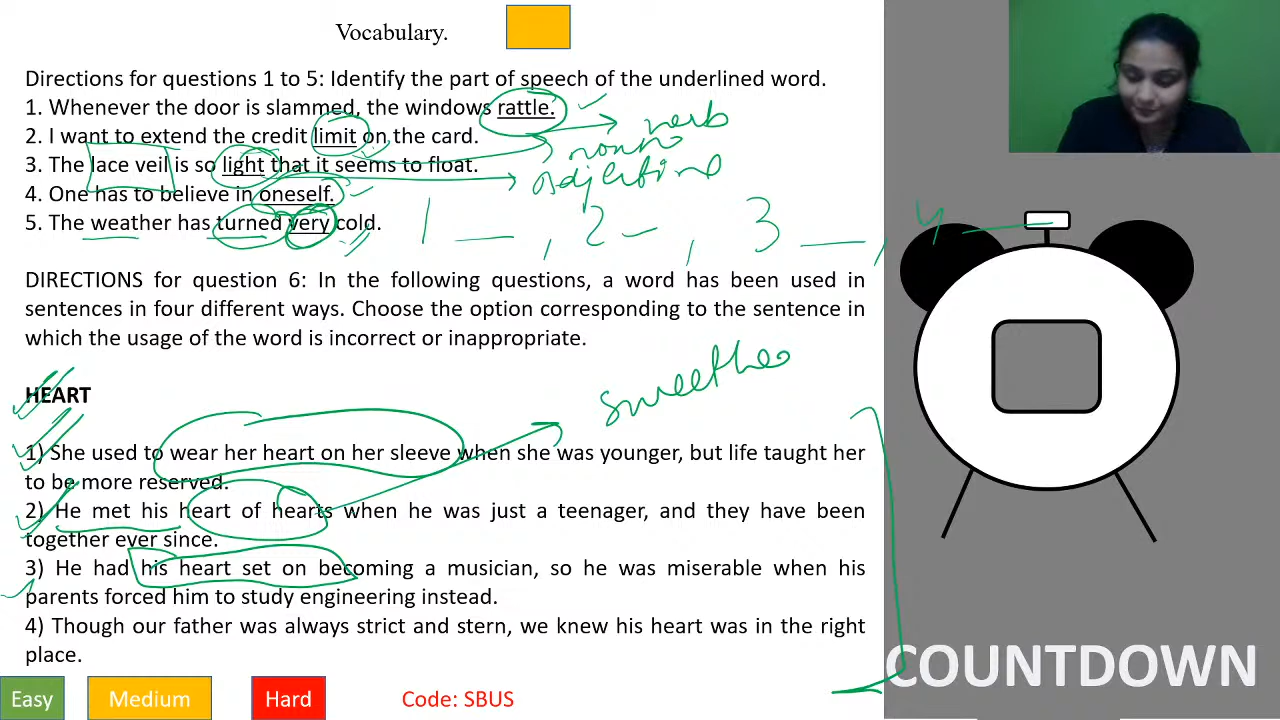 Vocabulary.
Directions for questions 1 to 5: Identify the part of speech of the underlined word.
1. Whenever the door is slammed, the windows rattle.
2. I want to extend the credit limit on the card.
3. The lace veil is so light that it seems to float.
4. One has to believe in oneself.
5. The weather has turned very cold.
verb
noun
adjective
1 __, 2 _, 3 __, 4 __
DIRECTIONS for question 6: In the following questions, a word has been used in
sentences in four different ways. Choose the option corresponding to the sentence in
which the usage of the word is incorrect or inappropriate.
sweethea
HEART
1) She used to wear her heart on her sleeve when she was younger, but life taught her
to be more reserved.
2) He met his heart of hearts when he was just a teenager, and they have been
together ever since.
3) He had his heart set on becoming a musician, so he was miserable when his
parents forced him to study engineering instead.
4) Though our father was always strict and stern, we knew his heart was in the right
place.
COUNTDOWN
Easy
Medium
Hard
Code: SBUS